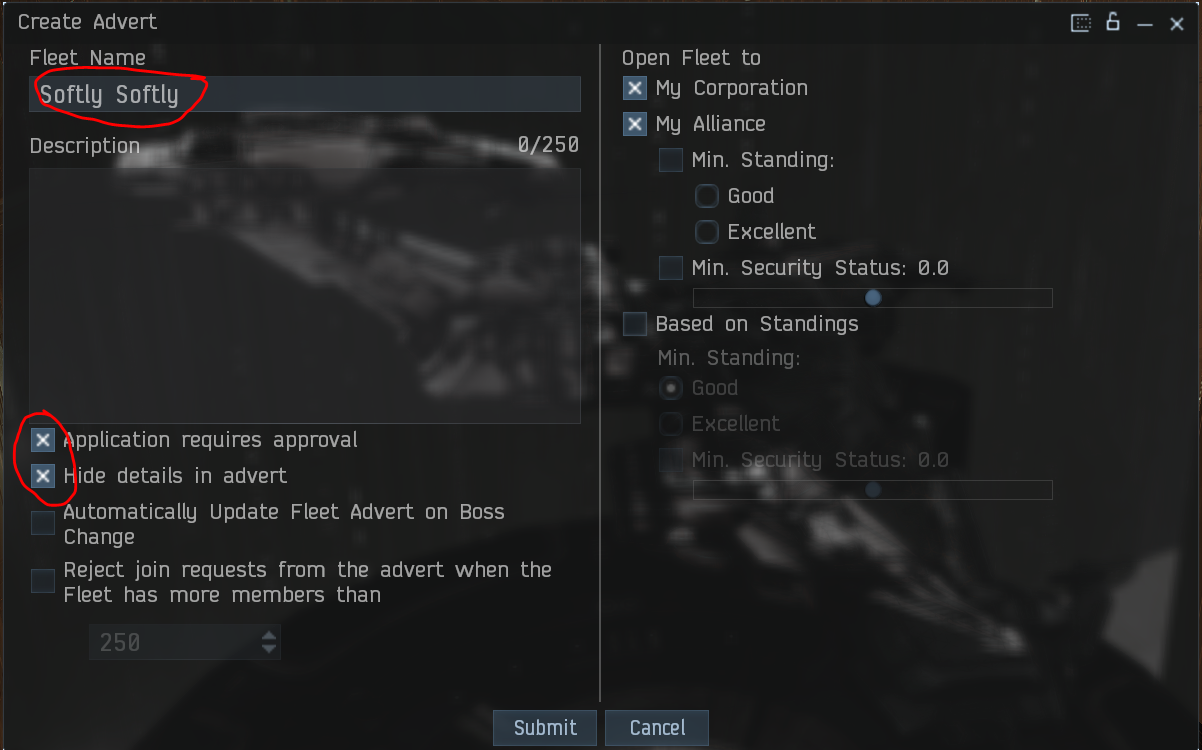 Create Advert
Fleet Name
Softly Softly
Description
0/250
Application requires approval
Hide details in advert
Automatically Update Fleet Advert on Boss
Change
Reject join requests from the advert when the
Fleet has more members than
250
Open Fleet to
My Corporation
My Alliance
Min. Standing:
Good
Excellent
Min. Security Status: 0.0
Based on Standings
Min. Standing:
Good
Excellent
Min. Security Status: 0.0
Submit
Cancel